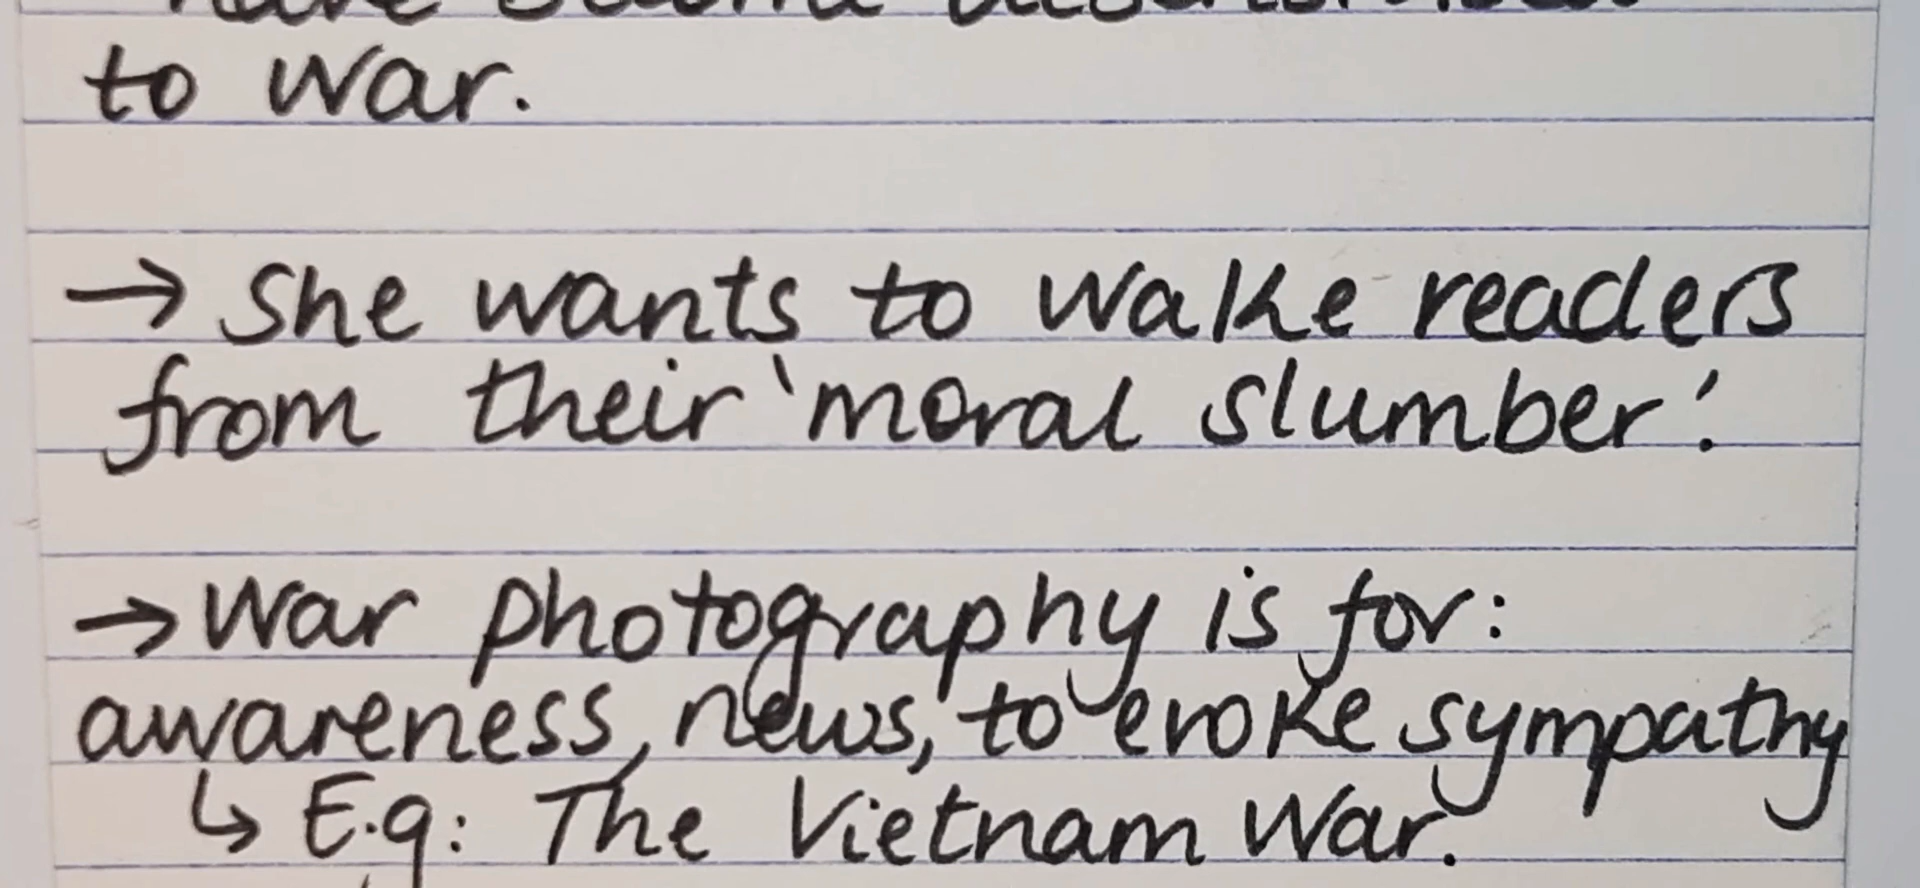 to war.
→ She wants to wake readers
from their 'moral slumber'.
→ War photography is for:
awareness, news, to evoke sympathy
↳ E.g: The Vietnam War.